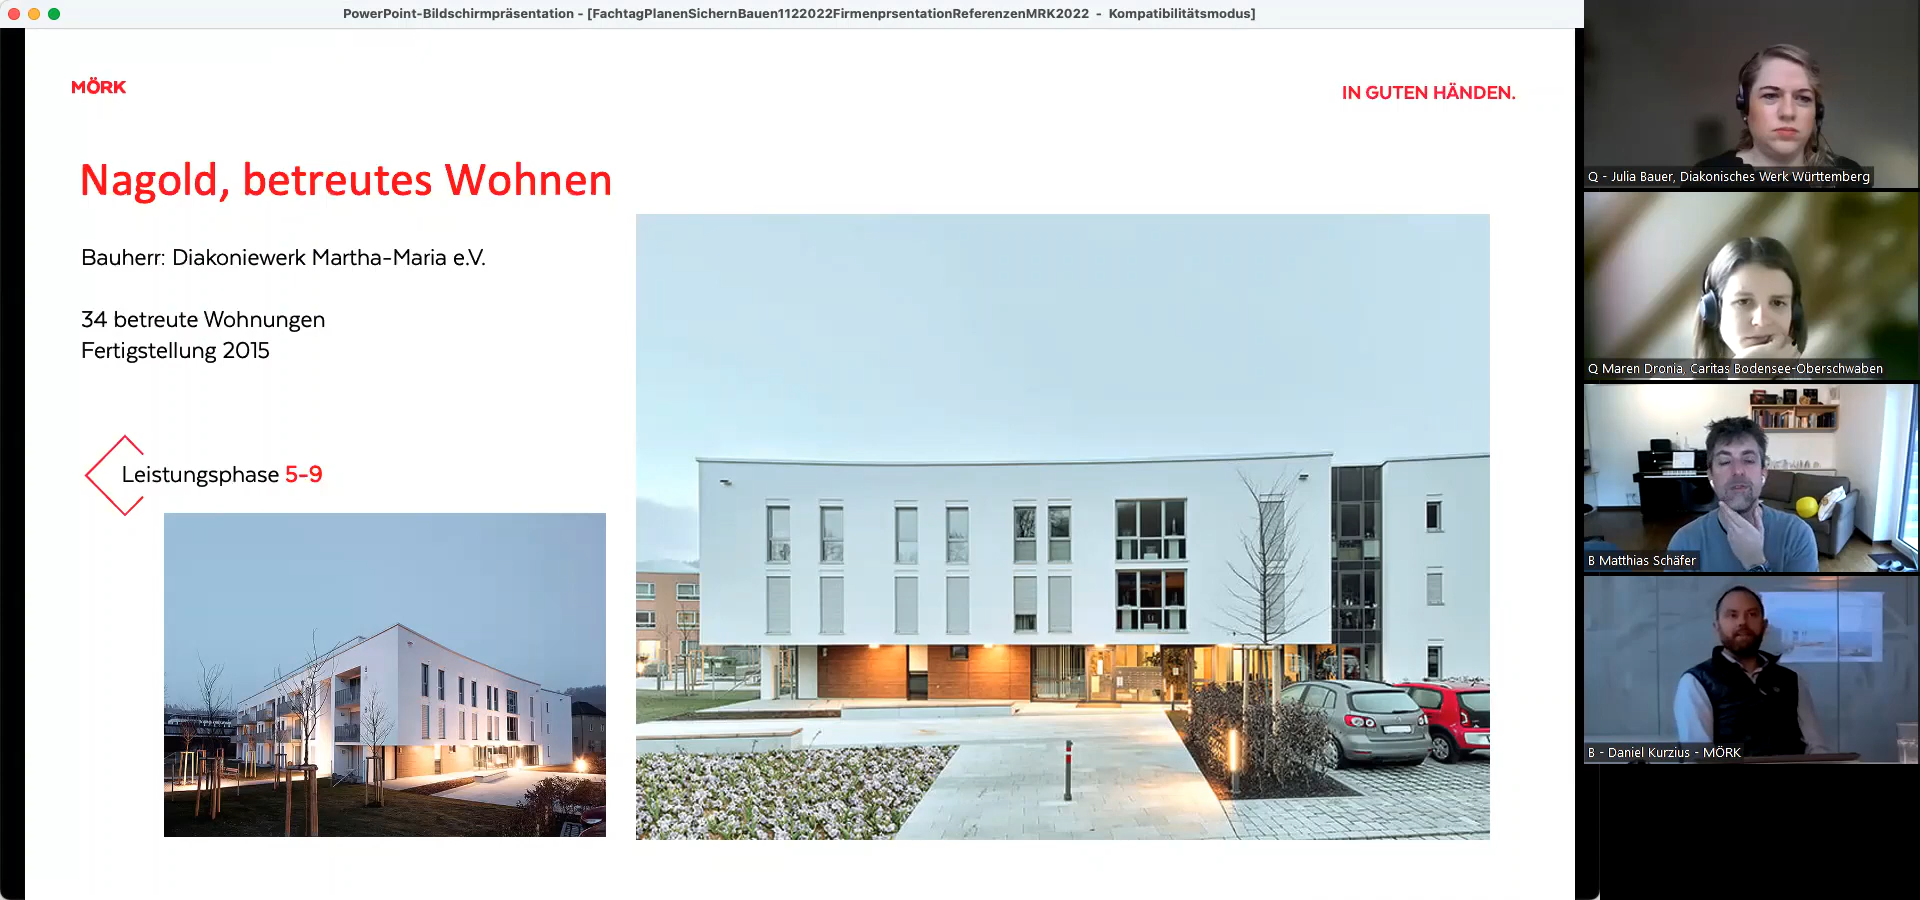 PowerPoint-Bildschirmpräsentation - [FachtagPlanenSichernBauen1122022FirmenprsentationReferenzenMRK2022 - Kompatibilitätsmodus]
MÖRK
IN GUTEN HÄNDEN.
Nagold, betreutes Wohnen
Bauherr: Diakoniewerk Martha-Maria e.V.
34 betreute Wohnungen
Fertigstellung 2015
Leistungsphase 5-9
Q - Julia Bauer, Diakonisches Werk Württemberg
Q Maren Dronia, Caritas Bodensee-Oberschwaben
B Matthias Schäfer
B - Daniel Kurzius - MÖRK